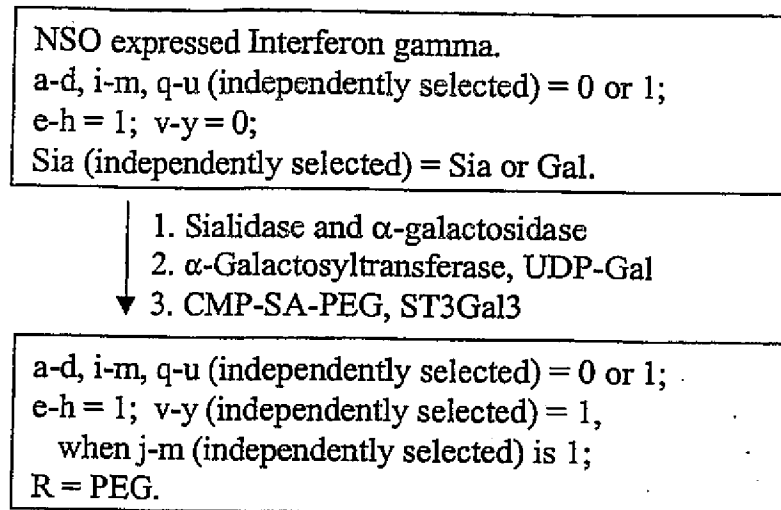 NSO expressed Interferon gamma.
a-d, i-m, q-u (independently selected) = 0 or 1;
e-h = 1; v-y = 0;
Sia (independently selected) = Sia or Gal.
1. Sialidase and α-galactosidase
2. α-Galactosyltransferase, UDP-Gal
3. CMP-SA-PEG, ST3Gal3
a-d, i-m, q-u (independently selected) = 0 or 1;
e-h = 1; v-y (independently selected) = 1,
when j-m (independently selected) is 1;
R = PEG.